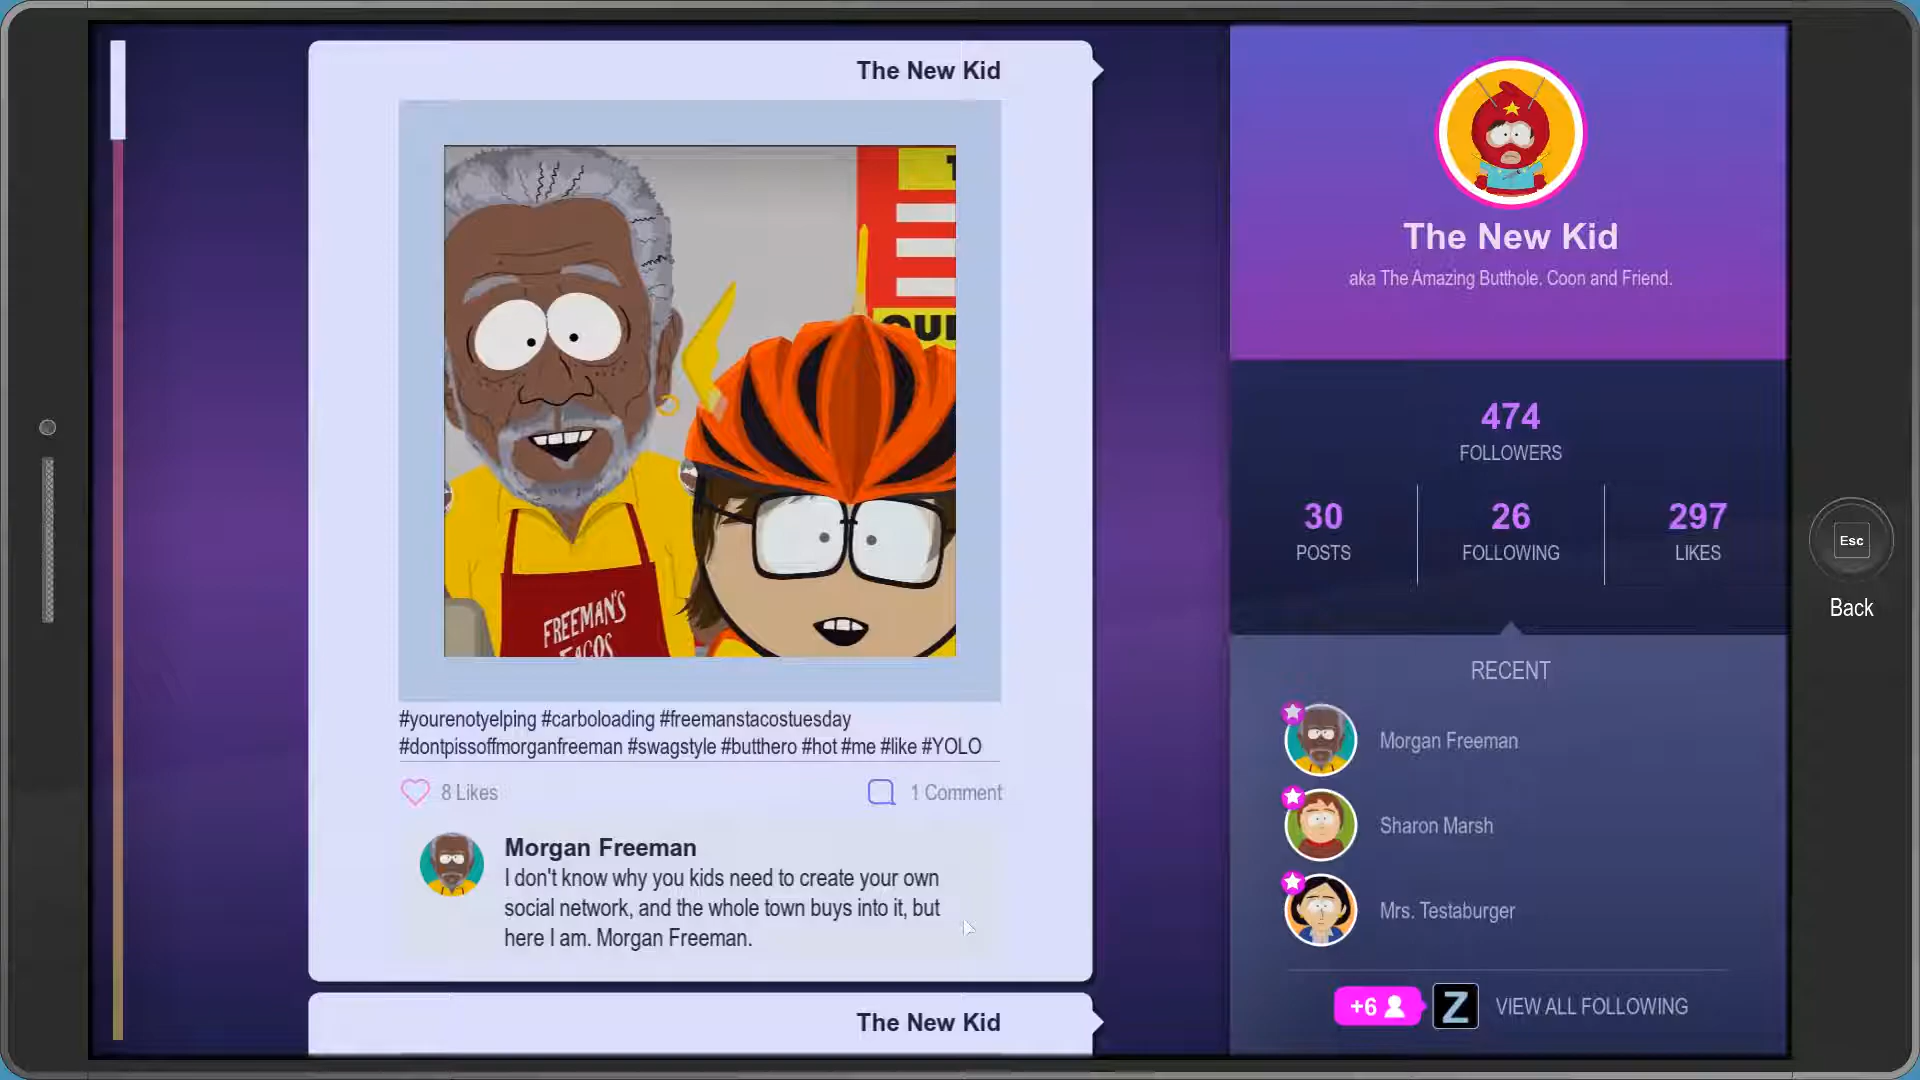 The New Kid
OUR
FREEMAN'S
TACOS
#yourenotyelping #carboloading #freemanstacostuesday
#dontpissoffmorganfreeman #swagstyle #butthero #hot #me #like #YOLO
8 Likes
1 Comment
Morgan Freeman
I don't know why you kids need to create your own
social network, and the whole town buys into it, but
here I am. Morgan Freeman.
The New Kid
The New Kid
aka The Amazing Butthole. Coon and Friend.
474
FOLLOWERS
30
POSTS
26
FOLLOWING
297
LIKES
RECENT
Morgan Freeman
Sharon Marsh
Mrs. Testaburger
+6
Z
VIEW ALL FOLLOWING
Esc
Back